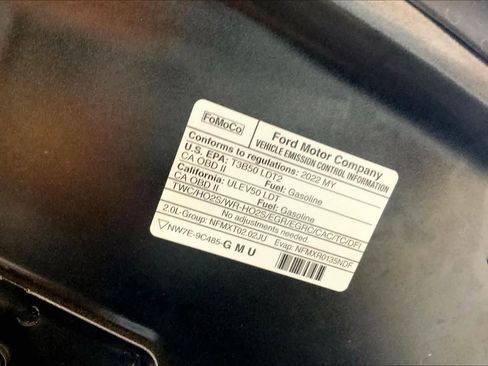 FoMoCo
Ford Motor Company
VEHICLE EMISSION CONTROL INFORMATION
Conforms to regulations: 2022 MY
U.S. EPA: T3B50 LDT2
CA OBD II Fuel: Gasoline
California: ULEV50 LDT
CA OBD II Fuel: Gasoline
TWC/HO2S/WR-HO2S/EGR/EGRC/CAC/TC/DFI
No adjustments needed.
2.0L-Group: NFMXT02.02JU Evap: NFMXR0135NDF
NW7E-9C485-GMU